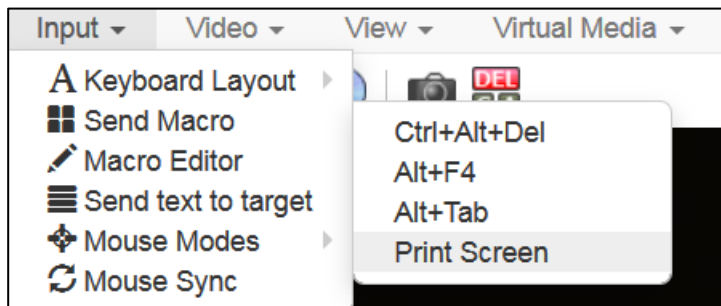 Input Video View Virtual Media
DEL
A Keyboard Layout
Send Macro
Macro Editor
Send text to target
Mouse Modes
Mouse Sync
Ctrl+Alt+Del
Alt+F4
Alt+Tab
Print Screen